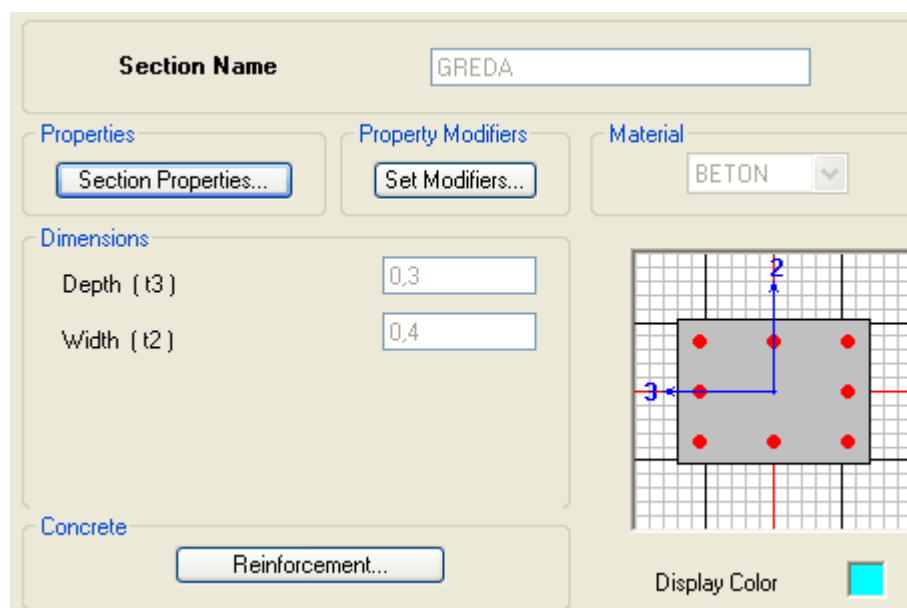 Section Name GREDA
Properties Property Modifiers Material
Section Properties... Set Modifiers... BETON
Dimensions
Depth ( t3 ) 0,3
Width ( t2 ) 0,4
2
3
Concrete
Reinforcement...
Display Color